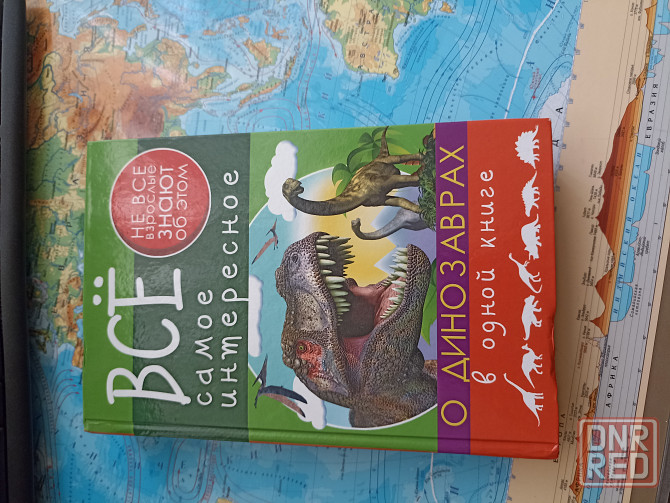 ВСЁ
самое
интересное
НЕ ВСЕ
ВЗРОСЛЫЕ
знают
об этом
О ДИНОЗАВРАХ
в одной книге
ЕВРАЗИЯ
АФРИКА
DNR
RED